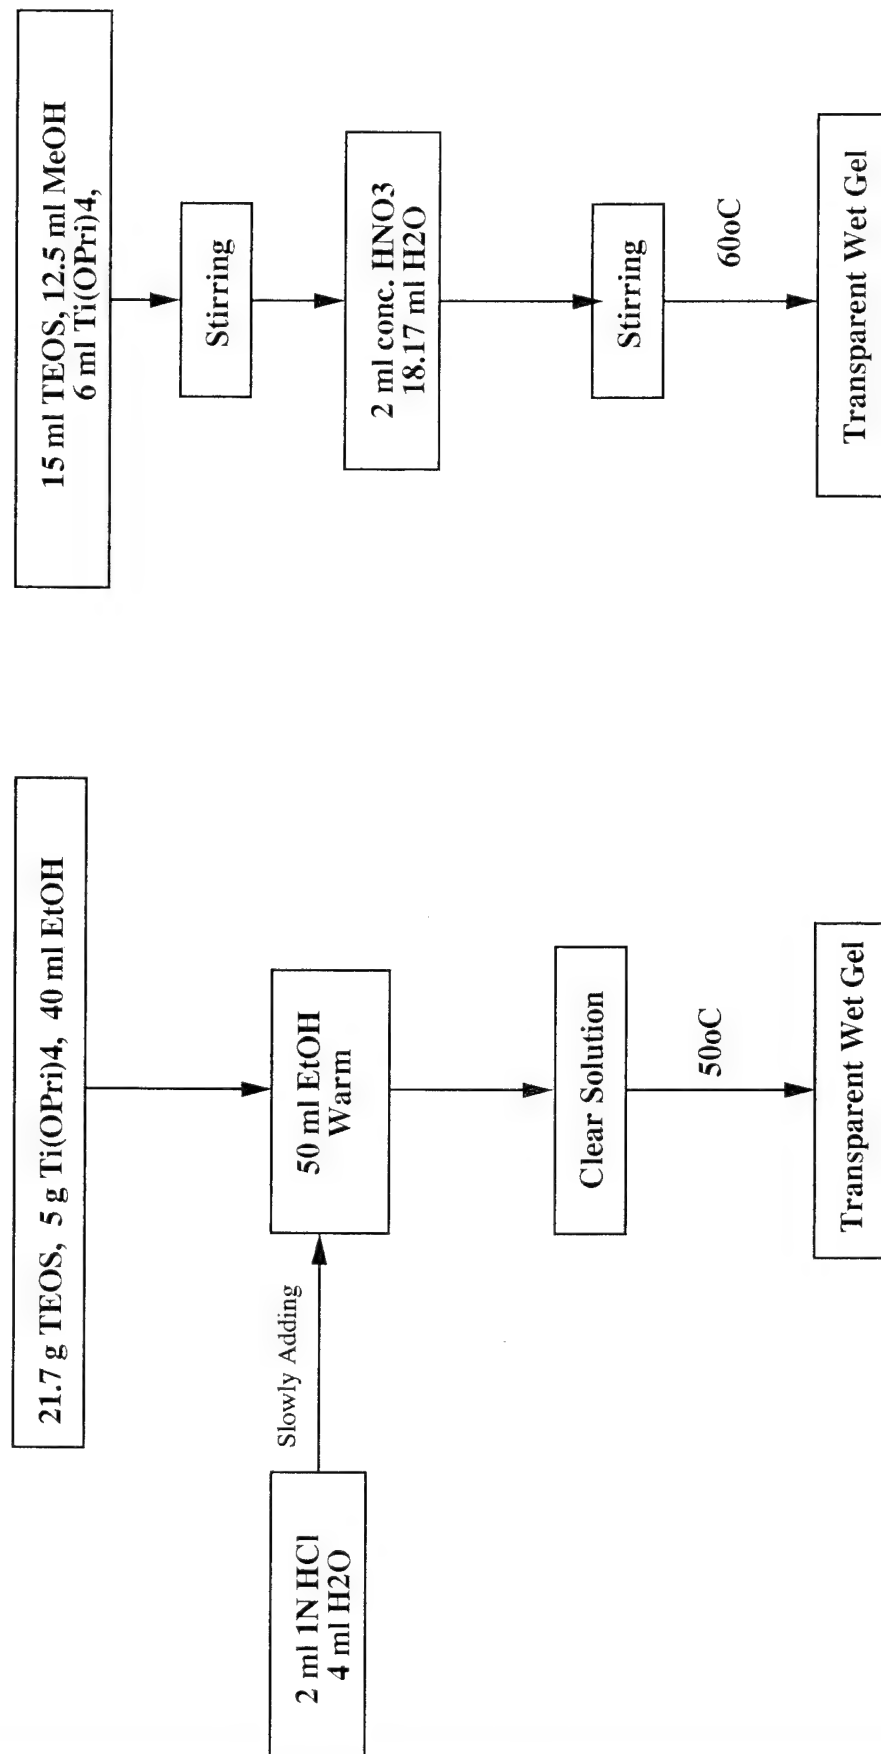 21.7 g TEOS, 5 g Ti(OPri)4, 40 ml EtOH
2 ml 1N HCl
4 ml H2O
Slowly Adding
50 ml EtOH
Warm
Clear Solution
50oC
Transparent Wet Gel
15 ml TEOS, 12.5 ml MeOH
6 ml Ti(OPri)4,
Stirring
2 ml conc. HNO3
18.17 ml H2O
Stirring
60oC
Transparent Wet Gel